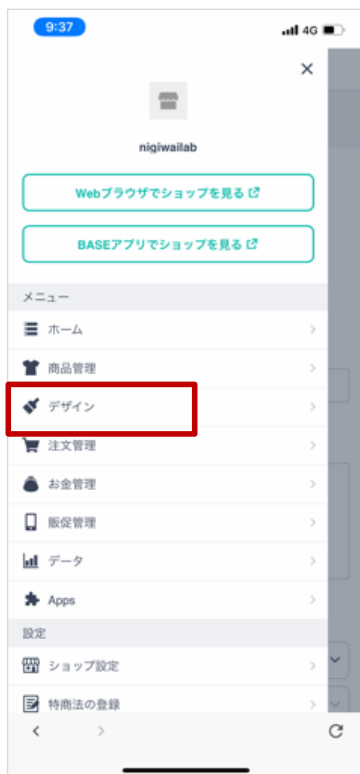 9:37
4G
nigiwailab
Webブラウザでショップを見る
BASEアプリでショップを見る
メニュー
ホーム
商品管理
デザイン
注文管理
お金管理
販促管理
データ
Apps
設定
ショップ設定
特商法の登録